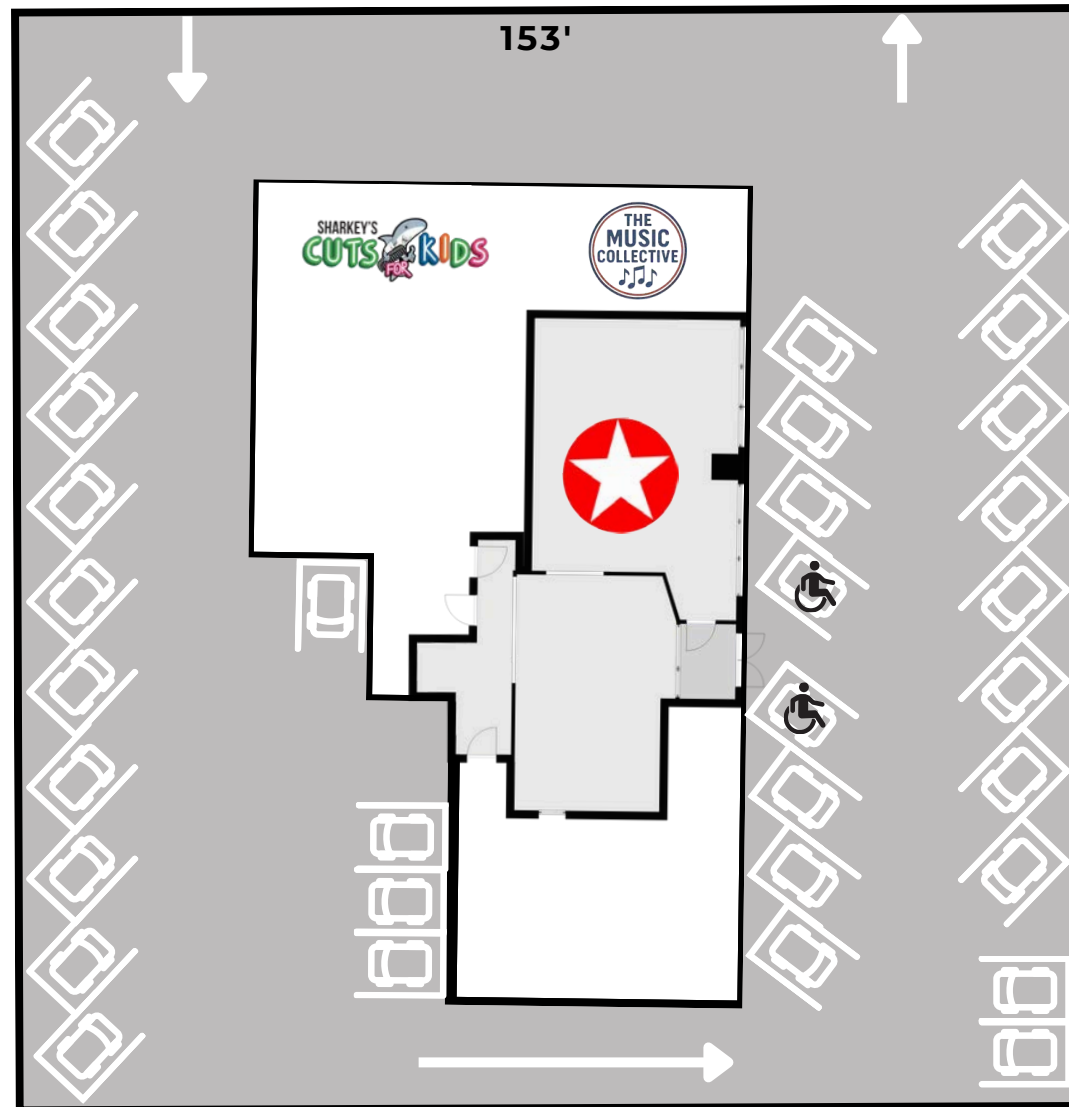 153'
SHARKEY'S
CUTS FOR KIDS
THE
MUSIC
COLLECTIVE